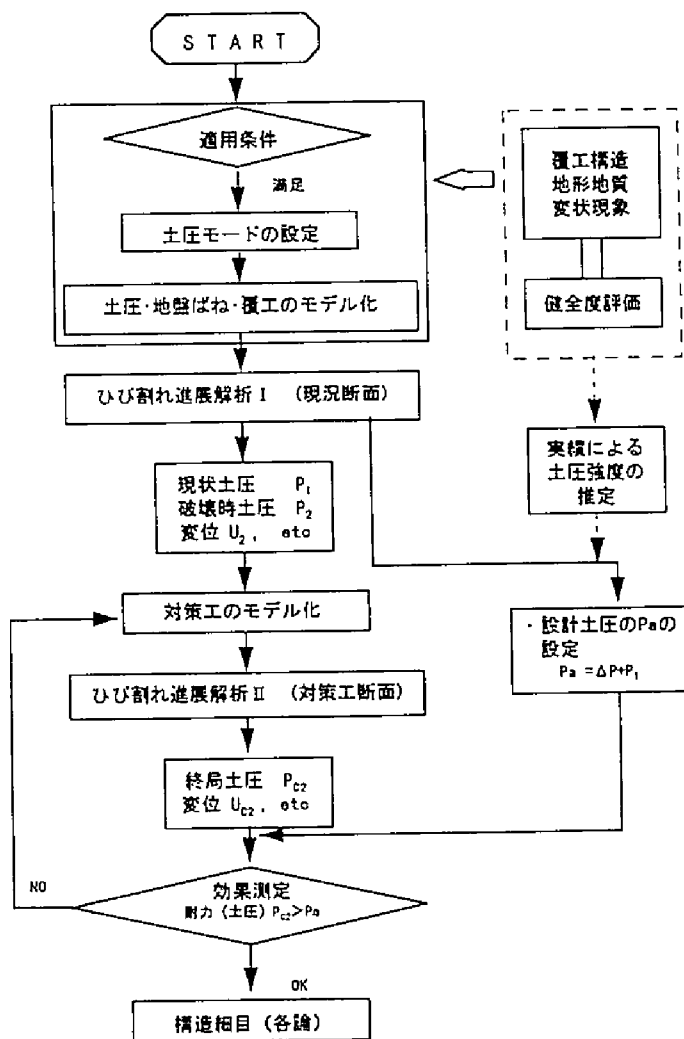 START
適用条件
満足
土圧モードの設定
土圧・地盤ばね・覆工のモデル化
覆工構造
地形地質
変状現象
健全度評価
ひび割れ進展解析Ⅰ (現況断面)
実績による
土圧強度の
推定
現状土圧 P₁
破壊時土圧 P₂
変位 U₂, etc
対策工のモデル化
・設計土圧のPaの
設定
Pa =ΔP+P₁
ひび割れ進展解析Ⅱ (対策工断面)
終局土圧 Pc₂
変位 Uc₂, etc
NO
効果測定
耐力 (土圧) Pc₂>Pa
OK
構造細目 (各論)